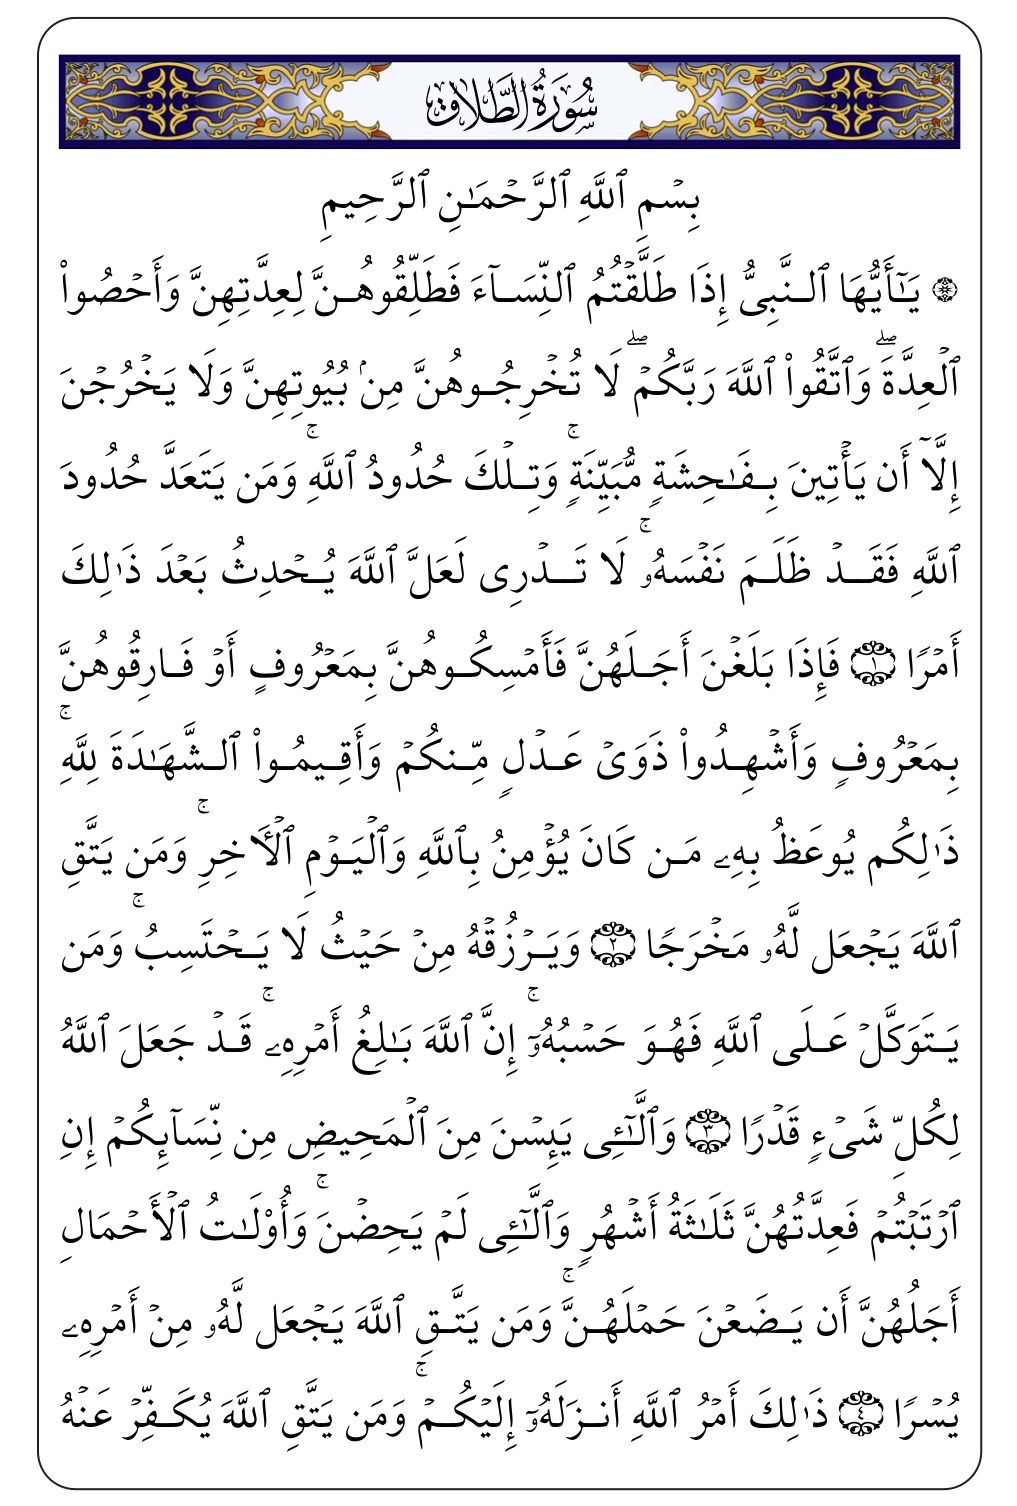 سُورَةُ الطَّلَاقِ
بِسۡمِ ٱللَّهِ ٱلرَّحۡمَـٰنِ ٱلرَّحِيمِ
۞ يَـٰٓأَيُّهَا ٱلنَّبِىُّ إِذَا طَلَّقۡتُمُ ٱلنِّسَآءَ فَطَلِّقُوهُنَّ لِعِدَّتِهِنَّ وَأَحۡصُوا۟
ٱلۡعِدَّةَۖ وَٱتَّقُوا۟ ٱللَّهَ رَبَّكُمۡۖ لَا تُخۡرِجُوهُنَّ مِنۢ بُيُوتِهِنَّ وَلَا يَخۡرُجۡنَ
إِلَّآ أَن يَأۡتِينَ بِفَـٰحِشَةٍ مُّبَيِّنَةٍۚ وَتِلۡكَ حُدُودُ ٱللَّهِۚ وَمَن يَتَعَدَّ حُدُودَ
ٱللَّهِ فَقَدۡ ظَلَمَ نَفۡسَهُۥۚ لَا تَدۡرِى لَعَلَّ ٱللَّهَ يُحۡدِثُ بَعۡدَ ذَٰلِكَ
أَمۡرًا ١ فَإِذَا بَلَغۡنَ أَجَلَهُنَّ فَأَمۡسِكُوهُنَّ بِمَعۡرُوفٍ أَوۡ فَارِقُوهُنَّ
بِمَعۡرُوفٍ وَأَشۡهِدُوا۟ ذَوَىۡ عَدۡلٍ مِّنكُمۡ وَأَقِيمُوا۟ ٱلشَّهَـٰدَةَ لِلَّهِۚ
ذَٰلِكُمۡ يُوعَظُ بِهِۦ مَن كَانَ يُؤۡمِنُ بِٱللَّهِ وَٱلۡيَوۡمِ ٱلۡـَٔاخِرِۚ وَمَن يَتَّقِ
ٱللَّهَ يَجۡعَل لَّهُۥ مَخۡرَجًا ٢ وَيَرۡزُقۡهُ مِنۡ حَيۡثُ لَا يَحۡتَسِبُۚ وَمَن
يَتَوَكَّلۡ عَلَى ٱللَّهِ فَهُوَ حَسۡبُهُۥٓۚ إِنَّ ٱللَّهَ بَـٰلِغُ أَمۡرِهِۦۚ قَدۡ جَعَلَ ٱللَّهُ
لِكُلِّ شَىۡءٍ قَدۡرًا ٣ وَٱلَّـٰٓـِٔى يَئِسۡنَ مِنَ ٱلۡمَحِيضِ مِن نِّسَآئِكُمۡ إِنِ
ٱرۡتَبۡتُمۡ فَعِدَّتُهُنَّ ثَلَـٰثَةُ أَشۡهُرٍ وَٱلَّـٰٓـِٔى لَمۡ يَحِضۡنَۚ وَأُو۟لَـٰتُ ٱلۡأَحۡمَالِ
أَجَلُهُنَّ أَن يَضَعۡنَ حَمۡلَهُنَّۚ وَمَن يَتَّقِ ٱللَّهَ يَجۡعَل لَّهُۥ مِنۡ أَمۡرِهِۦ
يُسۡرًا ٤ ذَٰلِكَ أَمۡرُ ٱللَّهِ أَنزَلَهُۥٓ إِلَيۡكُمۡۚ وَمَن يَتَّقِ ٱللَّهَ يُكَفِّرۡ عَنۡهُ